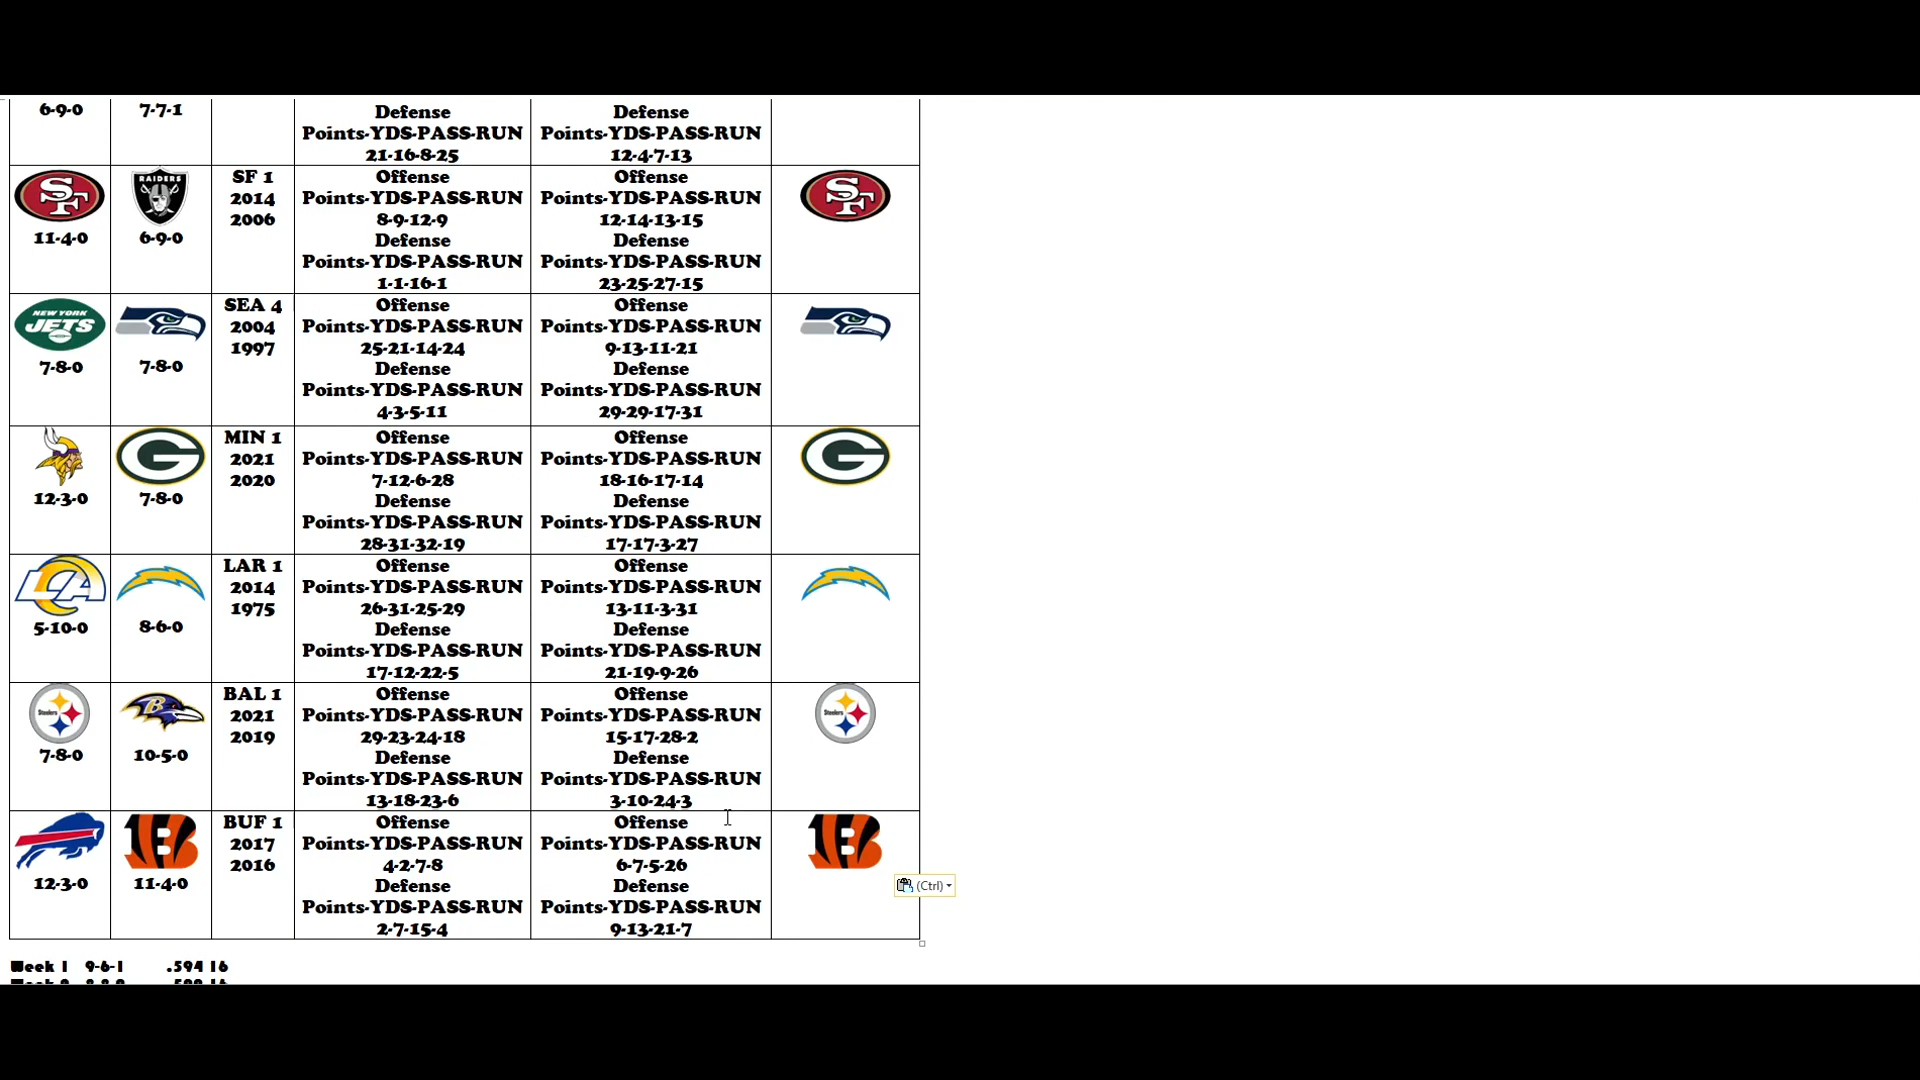 6-9-0
7-7-1
Defense
Points-YDS-PASS-RUN
21-16-8-25
Defense
Points-YDS-PASS-RUN
12-4-7-13
SF
11-4-0
RAIDERS
6-9-0
SF 1
2014
2006
Offense
Points-YDS-PASS-RUN
8-9-12-9
Defense
Points-YDS-PASS-RUN
1-1-16-1
Offense
Points-YDS-PASS-RUN
12-14-13-15
Defense
Points-YDS-PASS-RUN
23-25-27-15
SF
NEW YORK
JETS
7-8-0
7-8-0
SEA 4
2004
1997
Offense
Points-YDS-PASS-RUN
25-21-14-24
Defense
Points-YDS-PASS-RUN
4-3-5-11
Offense
Points-YDS-PASS-RUN
9-13-11-21
Defense
Points-YDS-PASS-RUN
29-29-17-31
12-3-0
G
7-8-0
MIN 1
2021
2020
Offense
Points-YDS-PASS-RUN
7-12-6-28
Defense
Points-YDS-PASS-RUN
28-31-32-19
Offense
Points-YDS-PASS-RUN
18-16-17-14
Defense
Points-YDS-PASS-RUN
17-17-3-27
G
LA
5-10-0
8-6-0
LAR 1
2014
1975
Offense
Points-YDS-PASS-RUN
26-31-25-29
Defense
Points-YDS-PASS-RUN
17-12-22-5
Offense
Points-YDS-PASS-RUN
13-11-3-31
Defense
Points-YDS-PASS-RUN
21-19-9-26
Steelers
7-8-0
B
10-5-0
BAL 1
2021
2019
Offense
Points-YDS-PASS-RUN
29-23-24-18
Defense
Points-YDS-PASS-RUN
13-18-23-6
Offense
Points-YDS-PASS-RUN
15-17-28-2
Defense
Points-YDS-PASS-RUN
3-10-24-3
Steelers
12-3-0
B
11-4-0
BUF 1
2017
2016
Offense
Points-YDS-PASS-RUN
4-2-7-8
Defense
Points-YDS-PASS-RUN
2-7-15-4
Offense
Points-YDS-PASS-RUN
6-7-5-26
Defense
Points-YDS-PASS-RUN
9-13-21-7
B
(Ctrl)
Week 1 9-6-1 .594 16